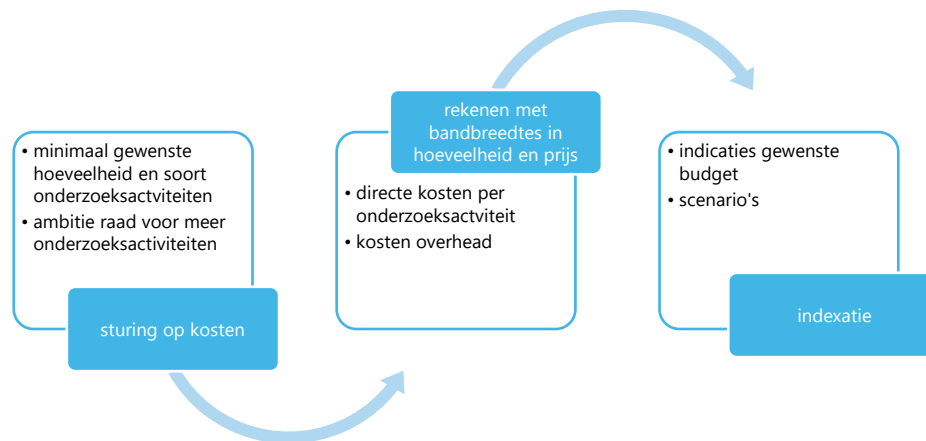 • minimaal gewenste
hoeveelheid en soort
onderzoeksactviteiten
• ambitie raad voor meer
onderzoeksactiviteiten
sturing op kosten
rekenen met
bandbreedtes in
hoeveelheid en prijs
• directe kosten per
onderzoeksactviteit
• kosten overhead
• indicaties gewenste
budget
• scenario's
indexatie